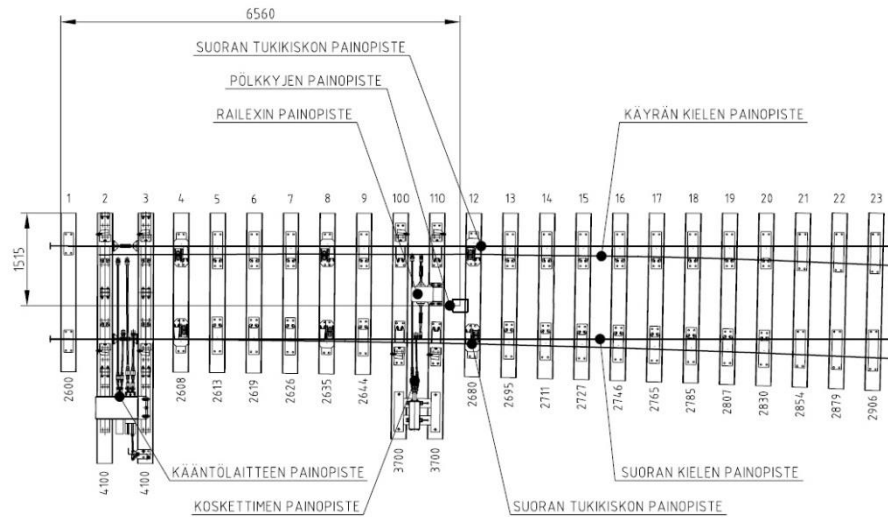 6560
SUORAN TUKIKISKON PAINOPISTE
PÖLKKYJEN PAINOPISTE
RAILEXIN PAINOPISTE
KÄYRÄN KIELEN PAINOPISTE
1 2 3 4 5 6 7 8 9 100 110 12 13 14 15 16 17 18 19 20 21 22 23
1515
2600
4100
4100
2608
2613
2619
2626
2635
2644
3700
3700
2680
2695
2711
2727
2746
2765
2785
2807
2830
2854
2879
2906
KÄÄNTÖLAITTEEN PAINOPISTE
SUORAN KIELEN PAINOPISTE
KOSKETTIMEN PAINOPISTE
SUORAN TUKIKISKON PAINOPISTE